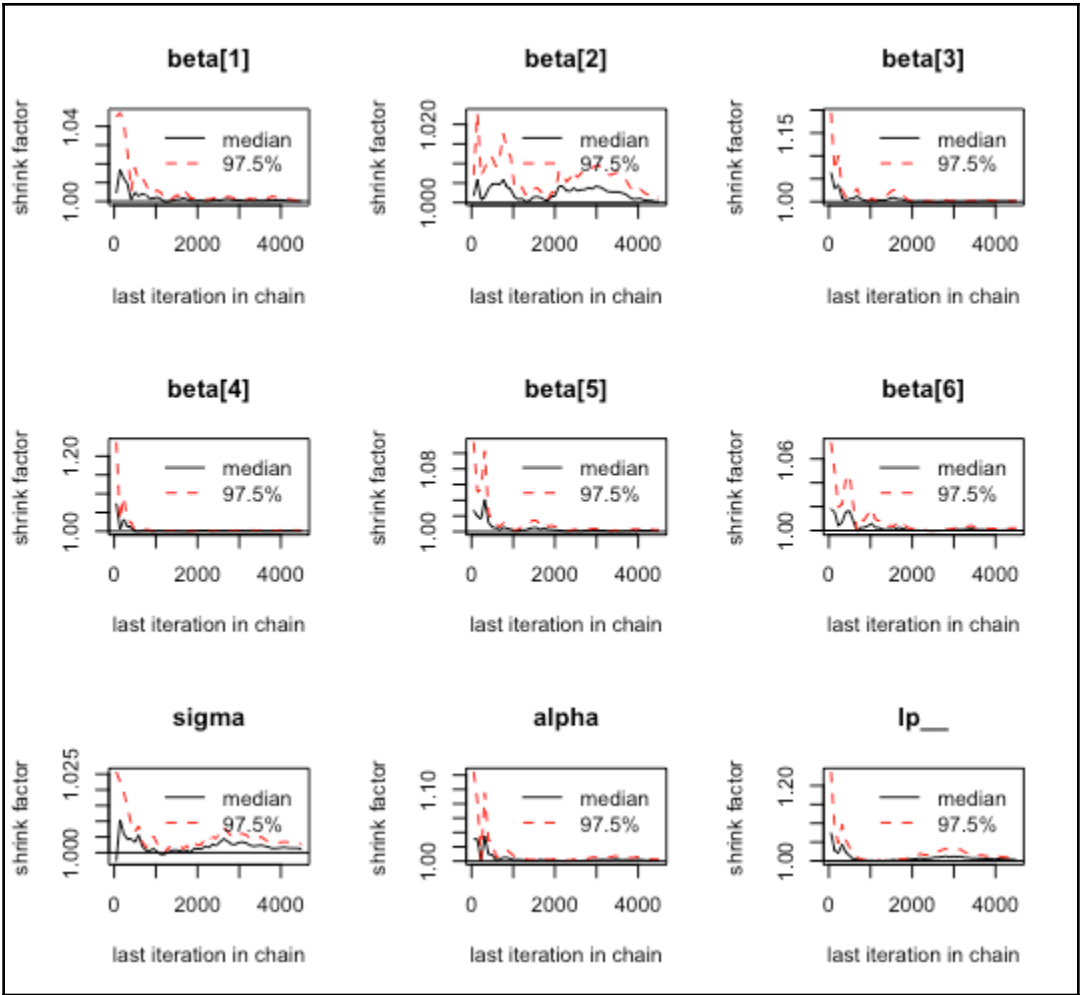 beta[1]
shrink factor
1.00 1.04
median
97.5%
0 2000 4000
last iteration in chain
beta[2]
shrink factor
1.000 1.020
median
97.5%
0 2000 4000
last iteration in chain
beta[3]
shrink factor
1.00 1.15
median
97.5%
0 2000 4000
last iteration in chain
beta[4]
shrink factor
1.00 1.20
median
97.5%
0 2000 4000
last iteration in chain
beta[5]
shrink factor
1.00 1.08
median
97.5%
0 2000 4000
last iteration in chain
beta[6]
shrink factor
1.00 1.06
median
97.5%
0 2000 4000
last iteration in chain
sigma
shrink factor
1.000 1.025
median
97.5%
0 2000 4000
last iteration in chain
alpha
shrink factor
1.00 1.10
median
97.5%
0 2000 4000
last iteration in chain
lp__
shrink factor
1.00 1.20
median
97.5%
0 2000 4000
last iteration in chain